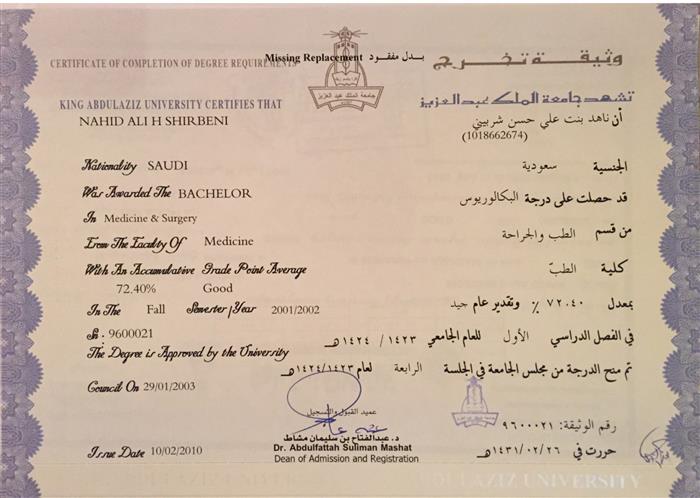 بدل مفقود Missing Replacement
CERTIFICATE OF COMPLETION OF DEGREE REQUIREMENTS
وثيقة تخرج
KING ABDULAZIZ UNIVERSITY CERTIFIES THAT
تشهد جامعة الملك عبدالعزيز
جامعة الملك عبد العزيز
NAHID ALI H SHIRBENI
أن ناهد بنت علي حسن شربيني
(1018662674)
Nationality SAUDI
الجنسية سعودية
Was Awarded The BACHELOR
قد حصلت على درجة البكالوريوس
In Medicine & Surgery
من قسم الطب والجراحة
From The Faculty Of Medicine
كلية الطبّ
With An Accumulative Grade Point Average
72.40% Good
بمعدل ٧٢.٤٠ ٪ وتقدير عام جيد
In The Fall Semester/Year 2001/2002
في الفصل الدراسي الأول للعام الجامعي ١٤٢٣ / ١٤٢٤هـ
Sn. 9600021
The Degree is Approved by the University
تم منح الدرجة من مجلس الجامعة في الجلسة الرابعة لعام ١٤٢٤/١٤٢٣هـ
Council On 29/01/2003
عميد القبول والتسجيل
رقم الوثيقة: ٩٦٠٠٠٢١
د. عبدالفتاح بن سليمان مشاط
Dr. Abdulfattah Suliman Mashat
Dean of Admission and Registration
Issue Date 10/02/2010
حررت في ١٤٣١/٠٢/٢٦هـ